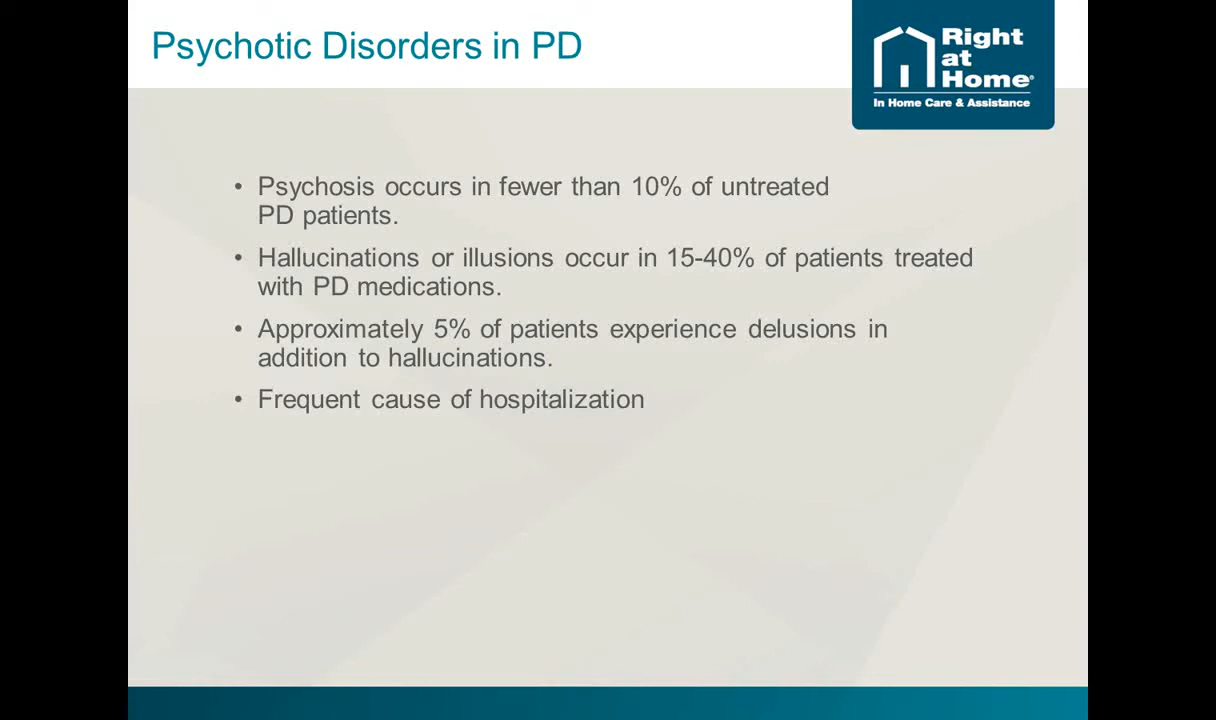 Psychotic Disorders in PD
Right
at
Home®
In Home Care & Assistance
• Psychosis occurs in fewer than 10% of untreated
PD patients.
• Hallucinations or illusions occur in 15-40% of patients treated
with PD medications.
• Approximately 5% of patients experience delusions in
addition to hallucinations.
• Frequent cause of hospitalization